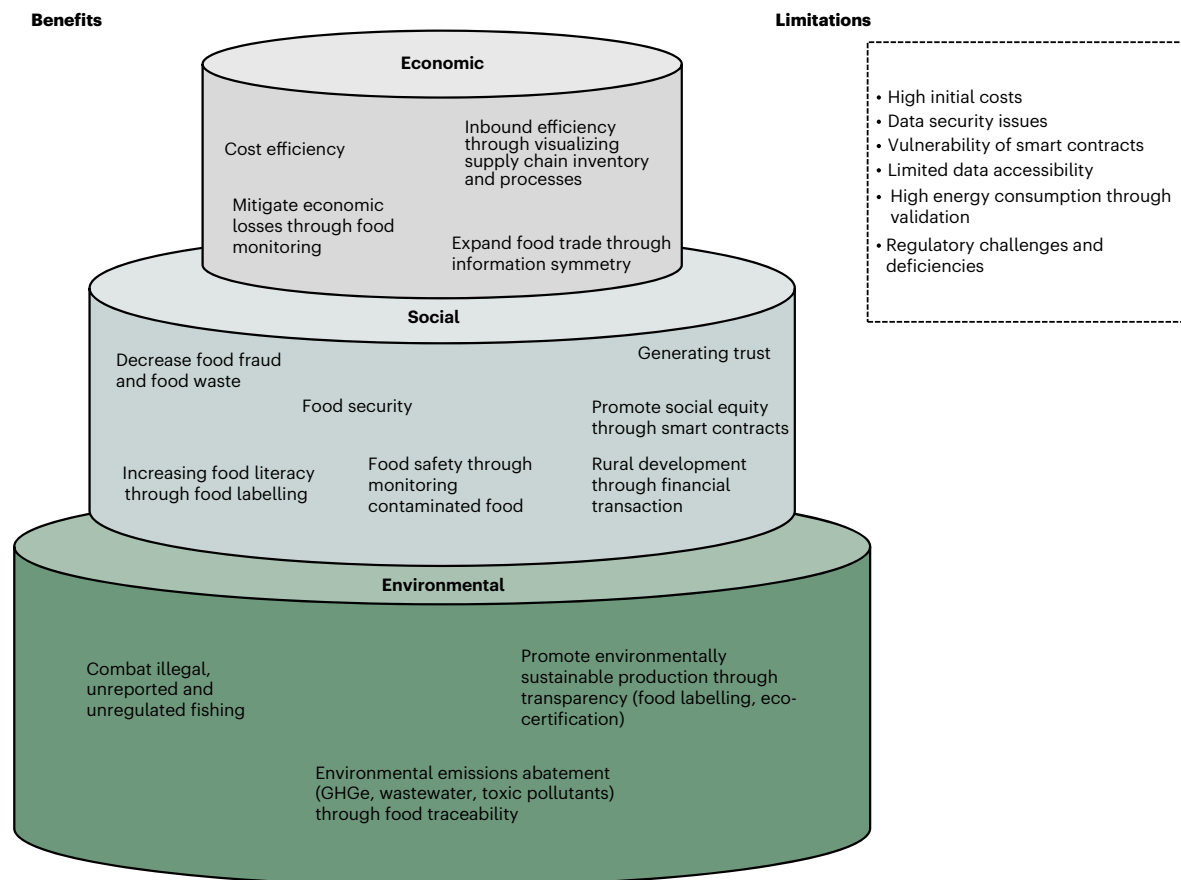 Benefits
Limitations
Economic
Cost efficiency
Inbound efficiency
through visualizing
supply chain inventory
and processes
Mitigate economic
losses through food
monitoring
Expand food trade through
information symmetry
• High initial costs
• Data security issues
• Vulnerability of smart contracts
• Limited data accessibility
• High energy consumption through
validation
• Regulatory challenges and
deficiencies
Social
Decrease food fraud
and food waste
Generating trust
Food security
Promote social equity
through smart contracts
Increasing food literacy
through food labelling
Food safety through
monitoring
contaminated food
Rural development
through financial
transaction
Environmental
Combat illegal,
unreported and
unregulated fishing
Promote environmentally
sustainable production through
transparency (food labelling, eco-
certification)
Environmental emissions abatement
(GHGe, wastewater, toxic pollutants)
through food traceability